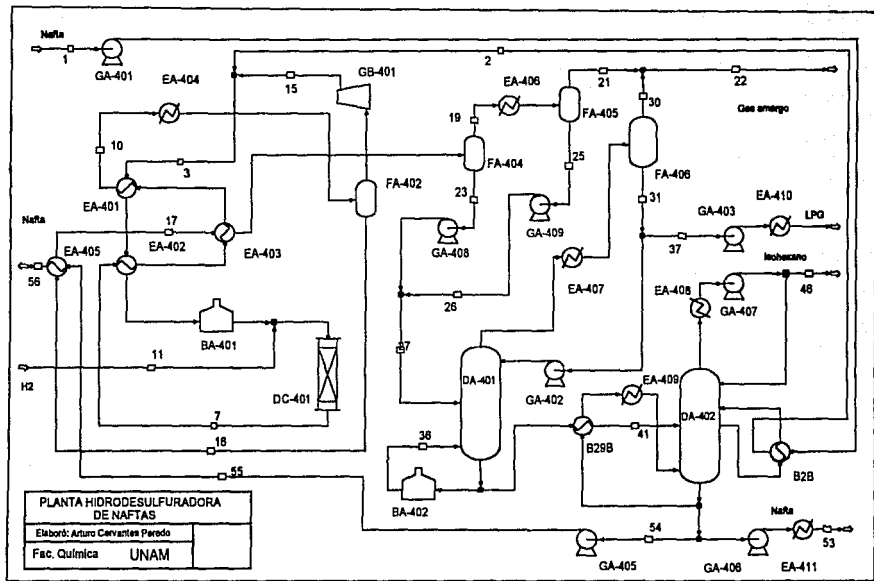 Nafta
1
GA-401
2
EA-404
15
GB-401
EA-406
21
22
19
30
FA-405
Gas amargo
10
3
FA-404
25
FA-406
FA-402
23
31
EA-401
EA-410
Nafta
17
GA-403
LPG
EA-402
EA-403
GA-408
GA-409
37
EA-405
Isohexano
56
26
EA-407
EA-408
GA-407
48
BA-401
11
H2
DC-401
DA-401
GA-402
EA-409
DA-402
7
36
41
16
B29B
55
B2B
BA-402
PLANTA HIDRODESULFURADORA
DE NAFTAS
Elaboró: Arturo Cervantes Peredo
Fac. Química UNAM
Nafta
54
53
GA-405
GA-406
EA-411